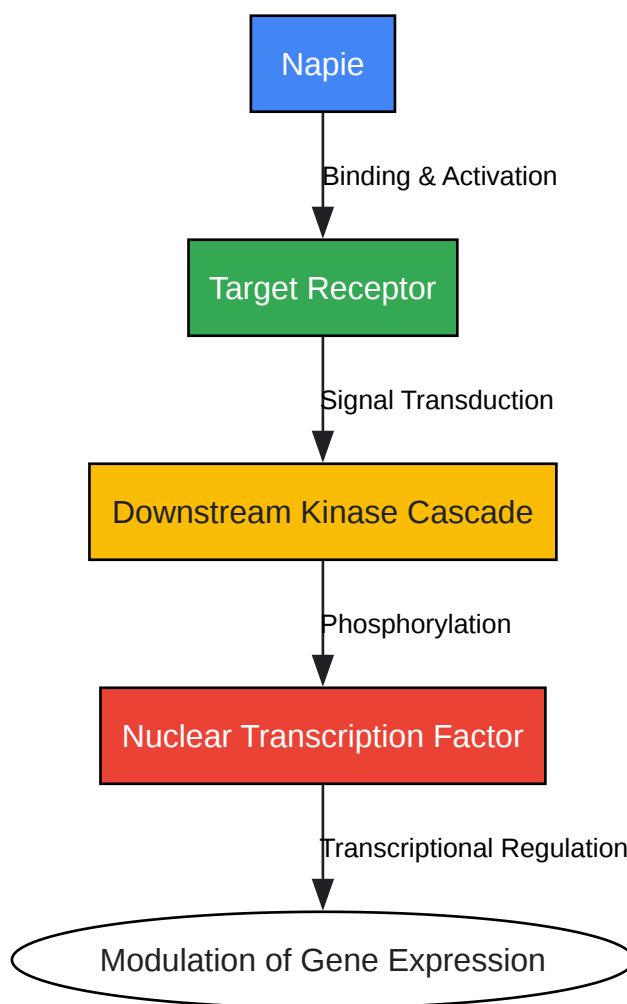 Napie
Binding & Activation
Target Receptor
Signal Transduction
Downstream Kinase Cascade
Phosphorylation
Nuclear Transcription Factor
Transcriptional Regulation
Modulation of Gene Expression